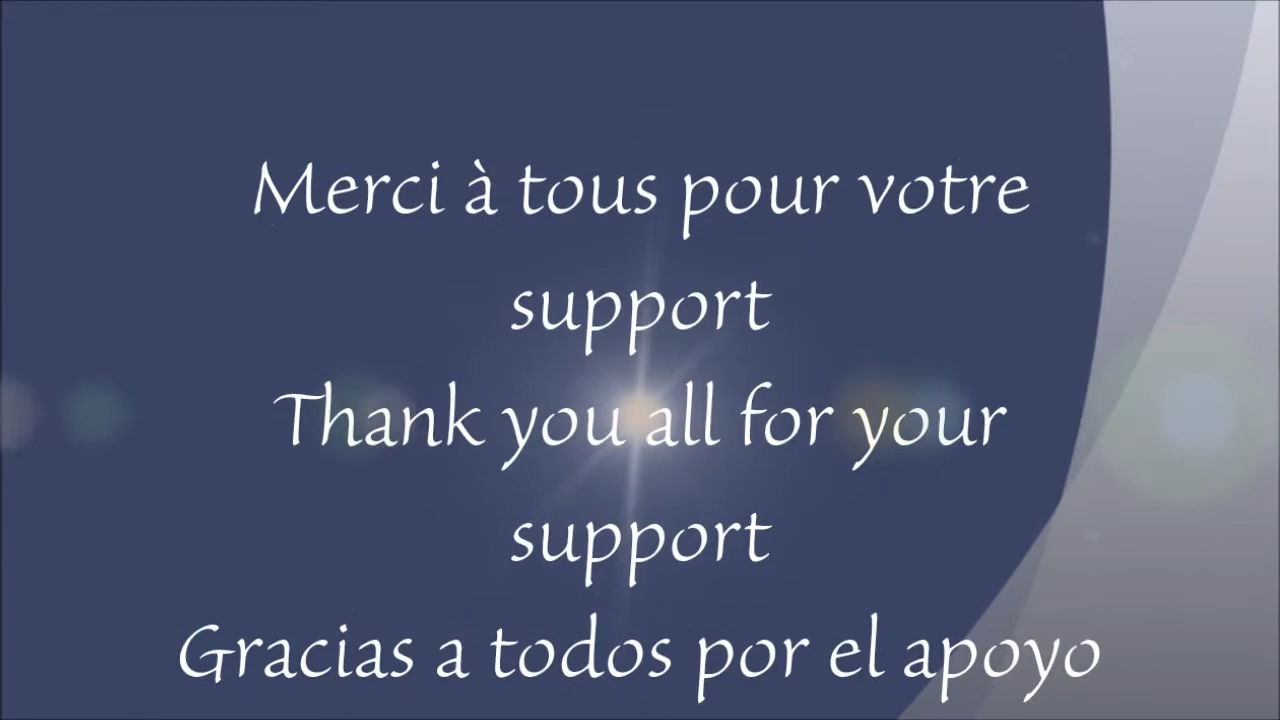 Merci à tous pour votre
support
Thank you all for your
support
Gracias a todos por el apoyo